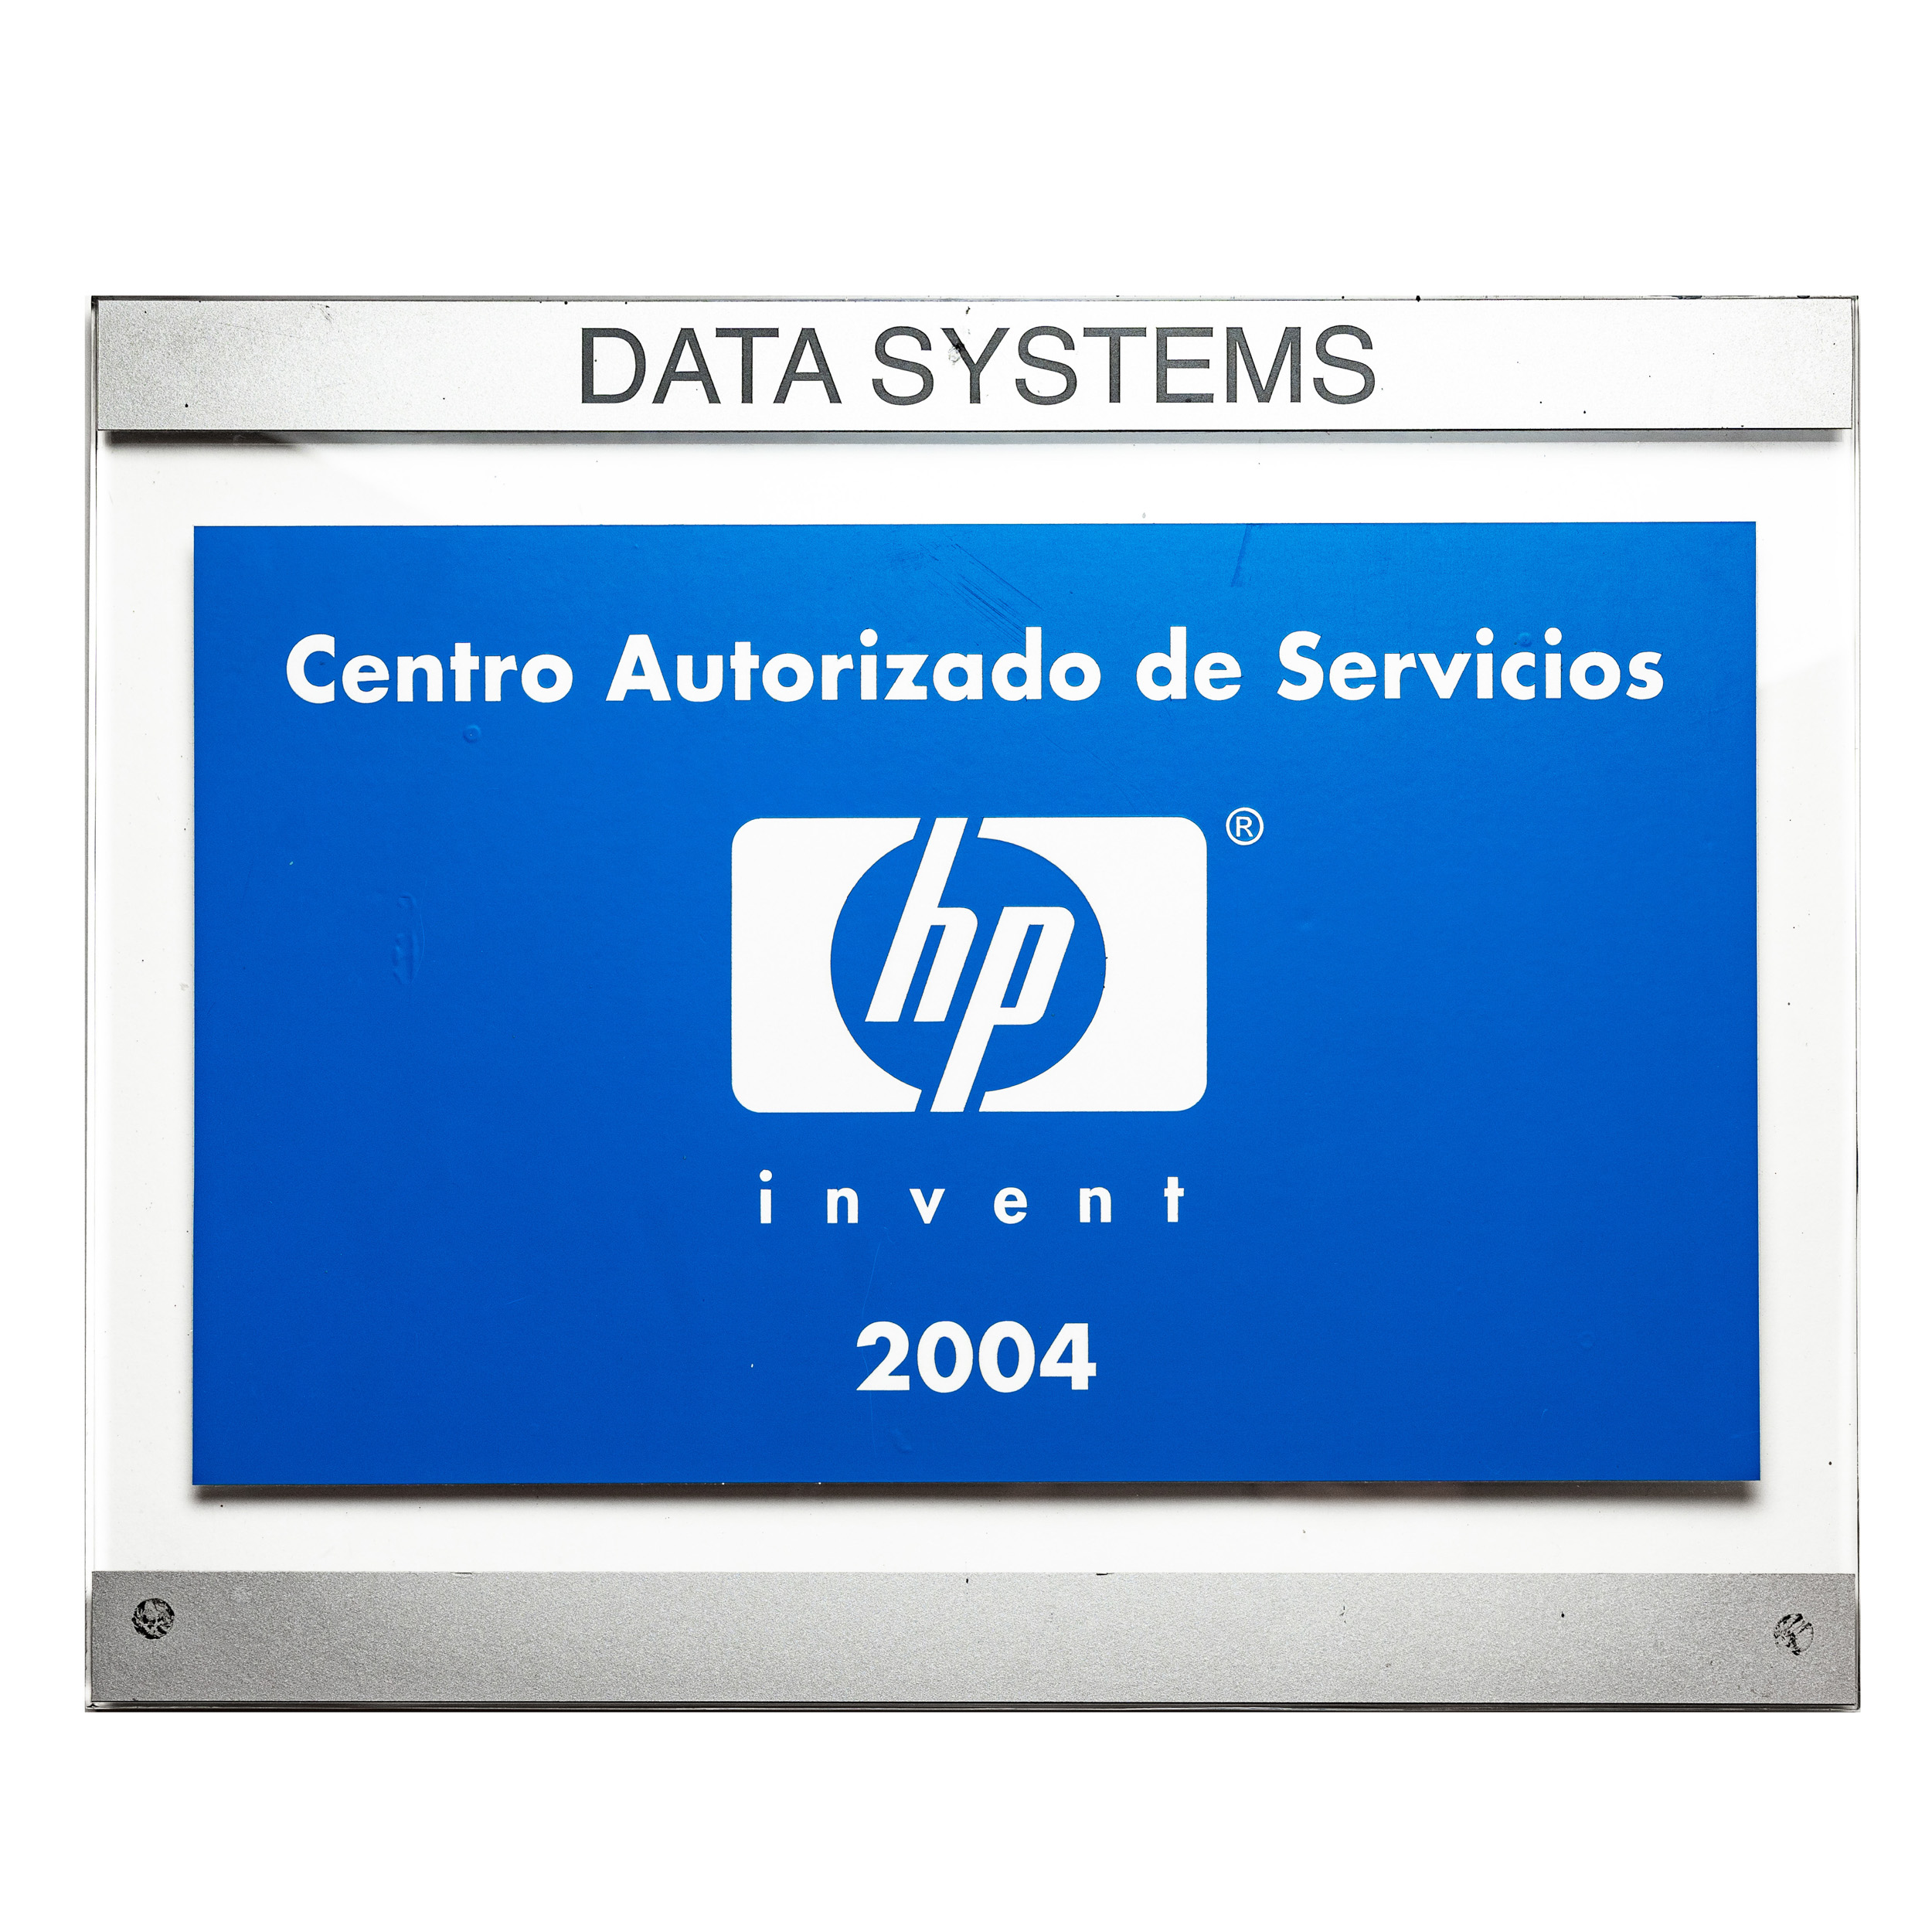 DATA SYSTEMS
Centro Autorizado de Servicios
hp®
invent
2004